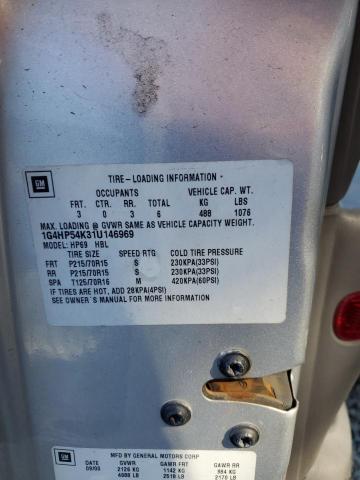 GM
TIRE - LOADING INFORMATION -
OCCUPANTS VEHICLE CAP. WT.
FRT. CTR. RR. TOTAL KG LBS
3 0 3 6 488 1076
MAX. LOADING @ GVWR SAME AS VEHICLE CAPACITY WEIGHT.
1G4HP54K31U146969
MODEL: HP69 HBL
TIRE SIZE SPEED RTG COLD TIRE PRESSURE
FRT P215/70R15 S 230KPA(33PSI)
RR P215/70R15 S 230KPA(33PSI)
SPA T125/70R16 M 420KPA(60PSI)
IF TIRES ARE HOT, ADD 28KPA(4PSI)
SEE OWNER'S MANUAL FOR MORE INFORMATION
GM
MFD BY GENERAL MOTORS CORP
DATE GVWR GAWR FRT GAWR RR
09/00 2126 KG 1142 KG 984 KG
4688 LB 2518 LB 2170 LB